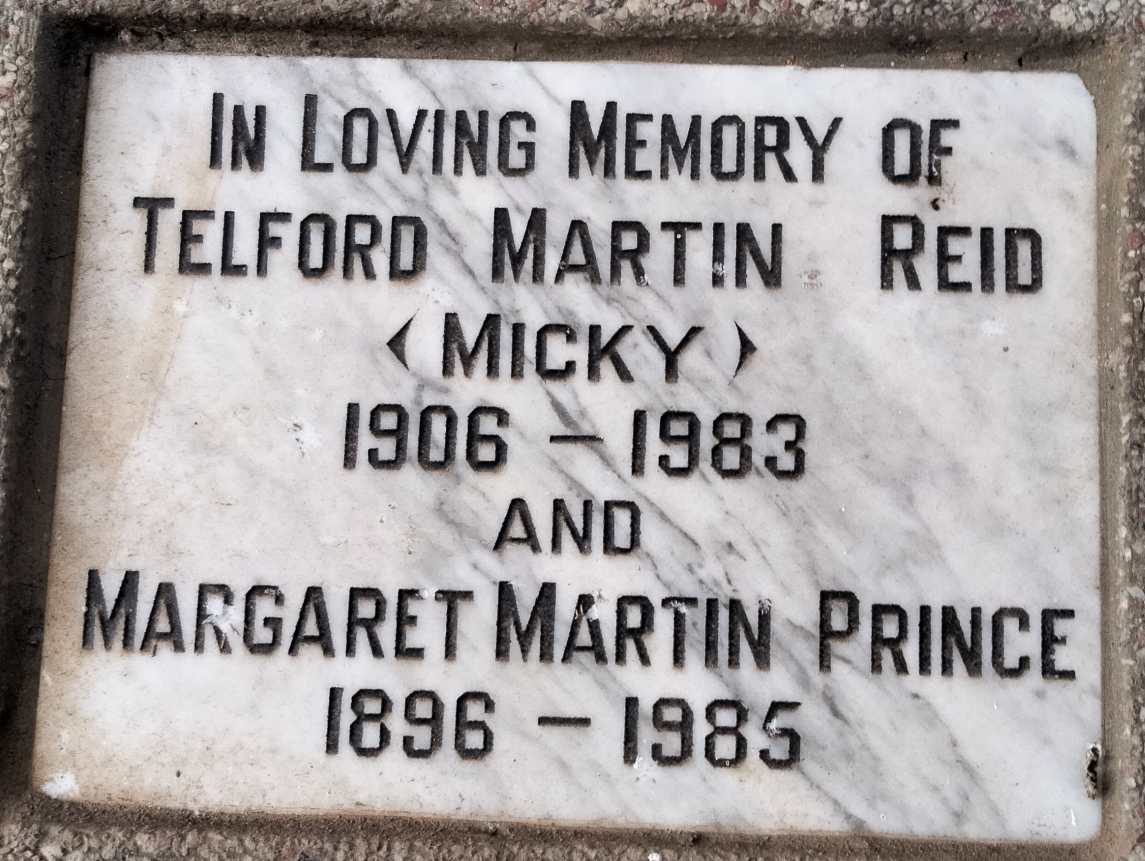 IN LOVING MEMORY OF
TELFORD MARTIN REID
(MICKY)
1906 – 1983
AND
MARGARET MARTIN PRINCE
1896 – 1985